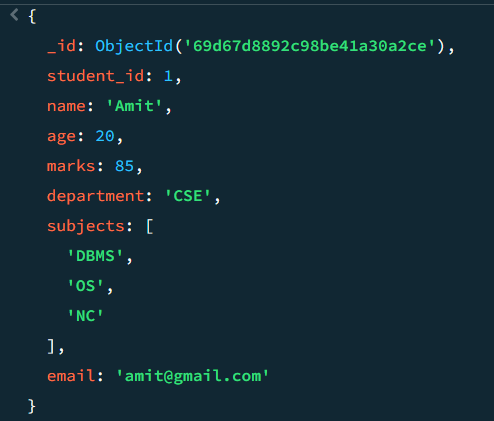 {
_id: ObjectId('69d67d8892c98be41a30a2ce'),
student_id: 1,
name: 'Amit',
age: 20,
marks: 85,
department: 'CSE',
subjects: [
'DBMS',
'OS',
'NC'
],
email: 'amit@gmail.com'
}